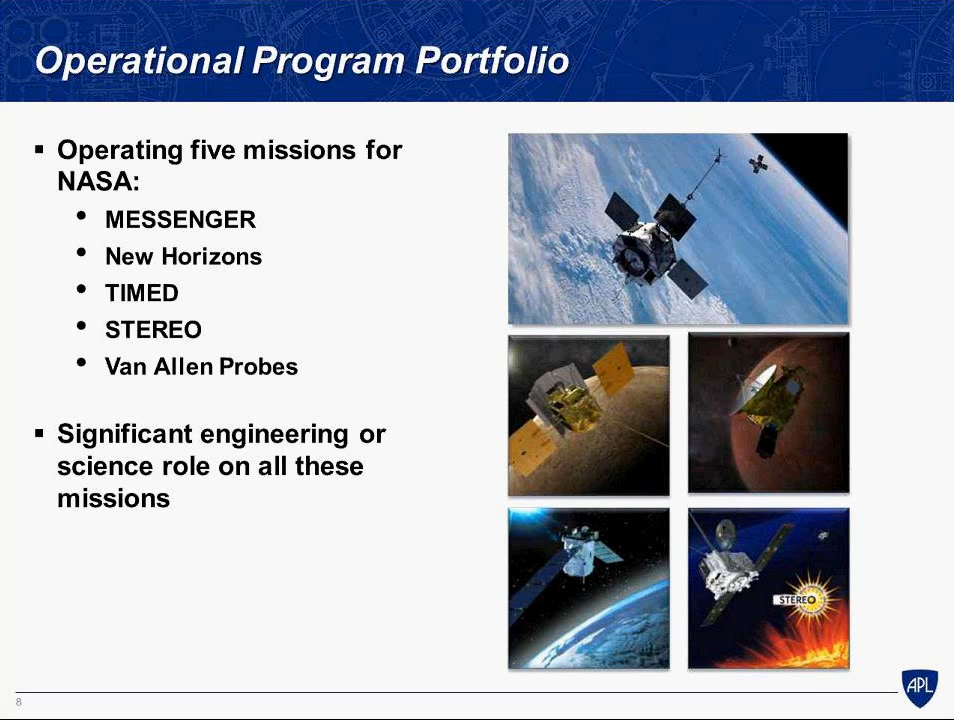 Operational Program Portfolio
▪ Operating five missions for
NASA:
• MESSENGER
• New Horizons
• TIMED
• STEREO
• Van Allen Probes
▪ Significant engineering or
science role on all these
missions
STEREO
8
APL